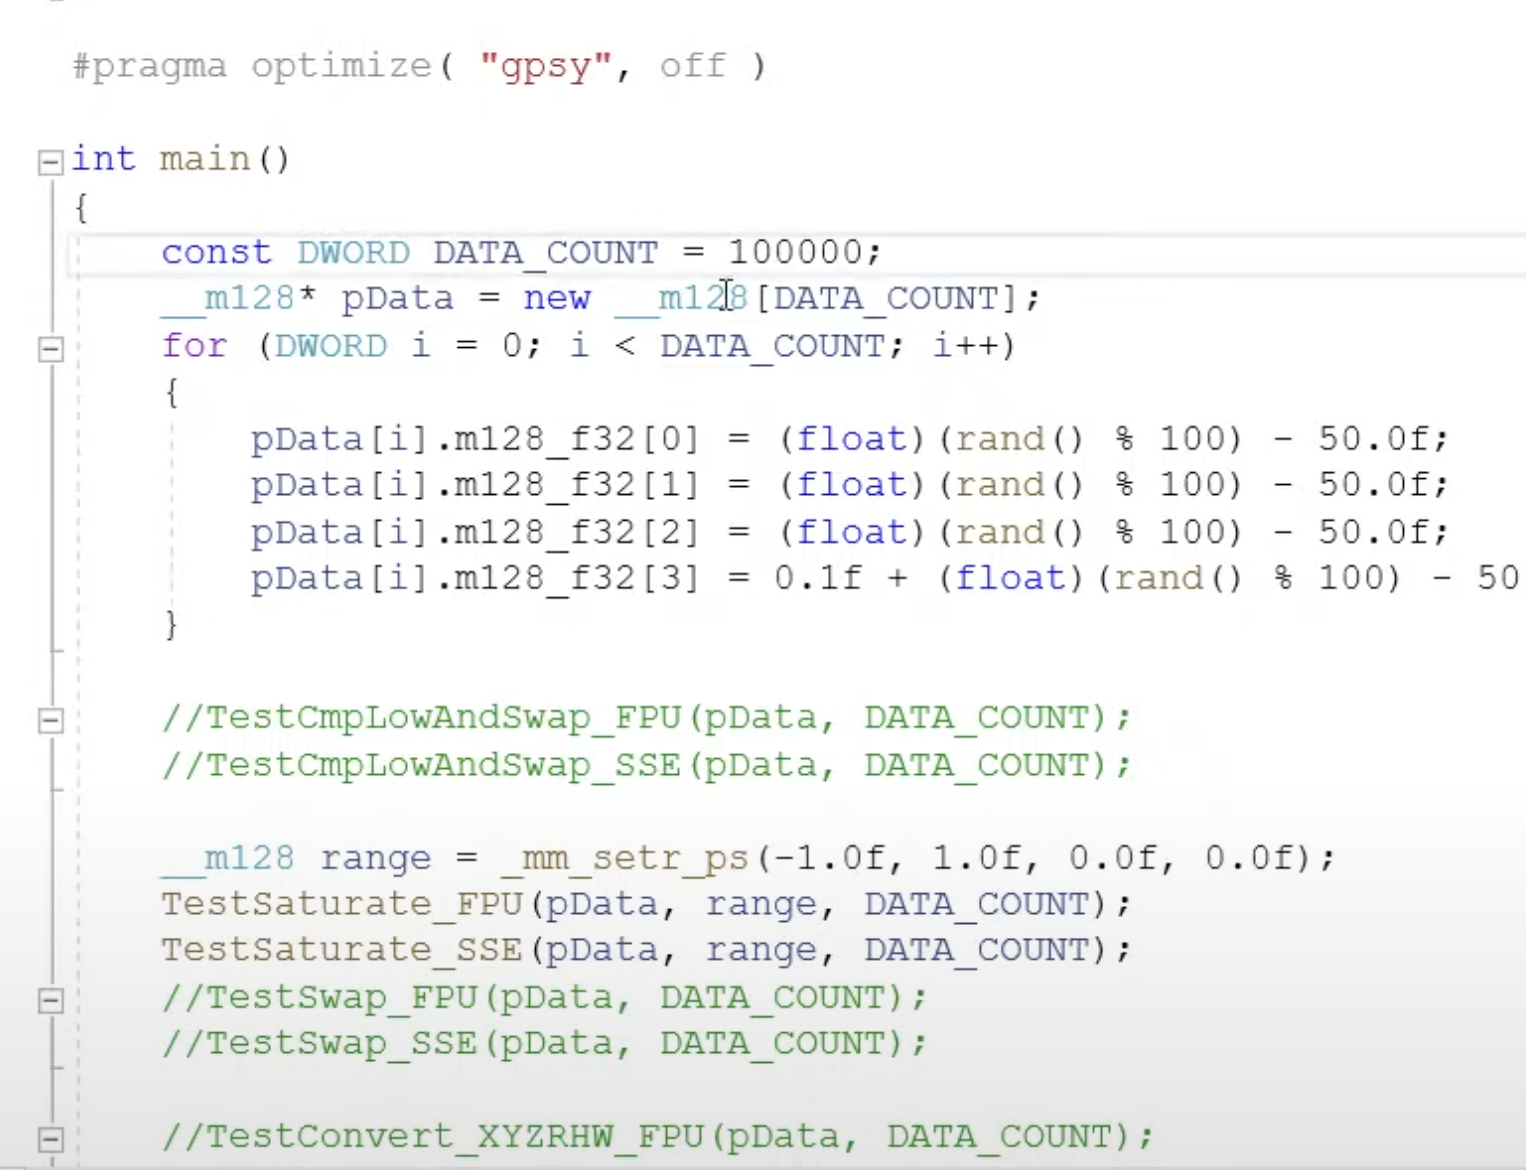 #pragma optimize( "gpsy", off )
int main()
{
const DWORD DATA_COUNT = 100000;
__m128* pData = new __m128[DATA_COUNT];
for (DWORD i = 0; i < DATA_COUNT; i++)
{
pData[i].m128_f32[0] = (float)(rand() % 100) - 50.0f;
pData[i].m128_f32[1] = (float)(rand() % 100) - 50.0f;
pData[i].m128_f32[2] = (float)(rand() % 100) - 50.0f;
pData[i].m128_f32[3] = 0.1f + (float)(rand() % 100) - 50
}
//TestCmpLowAndSwap_FPU(pData, DATA_COUNT);
//TestCmpLowAndSwap_SSE(pData, DATA_COUNT);
__m128 range = _mm_setr_ps(-1.0f, 1.0f, 0.0f, 0.0f);
TestSaturate_FPU(pData, range, DATA_COUNT);
TestSaturate_SSE(pData, range, DATA_COUNT);
//TestSwap_FPU(pData, DATA_COUNT);
//TestSwap_SSE(pData, DATA_COUNT);
//TestConvert_XYZRHW_FPU(pData, DATA_COUNT);